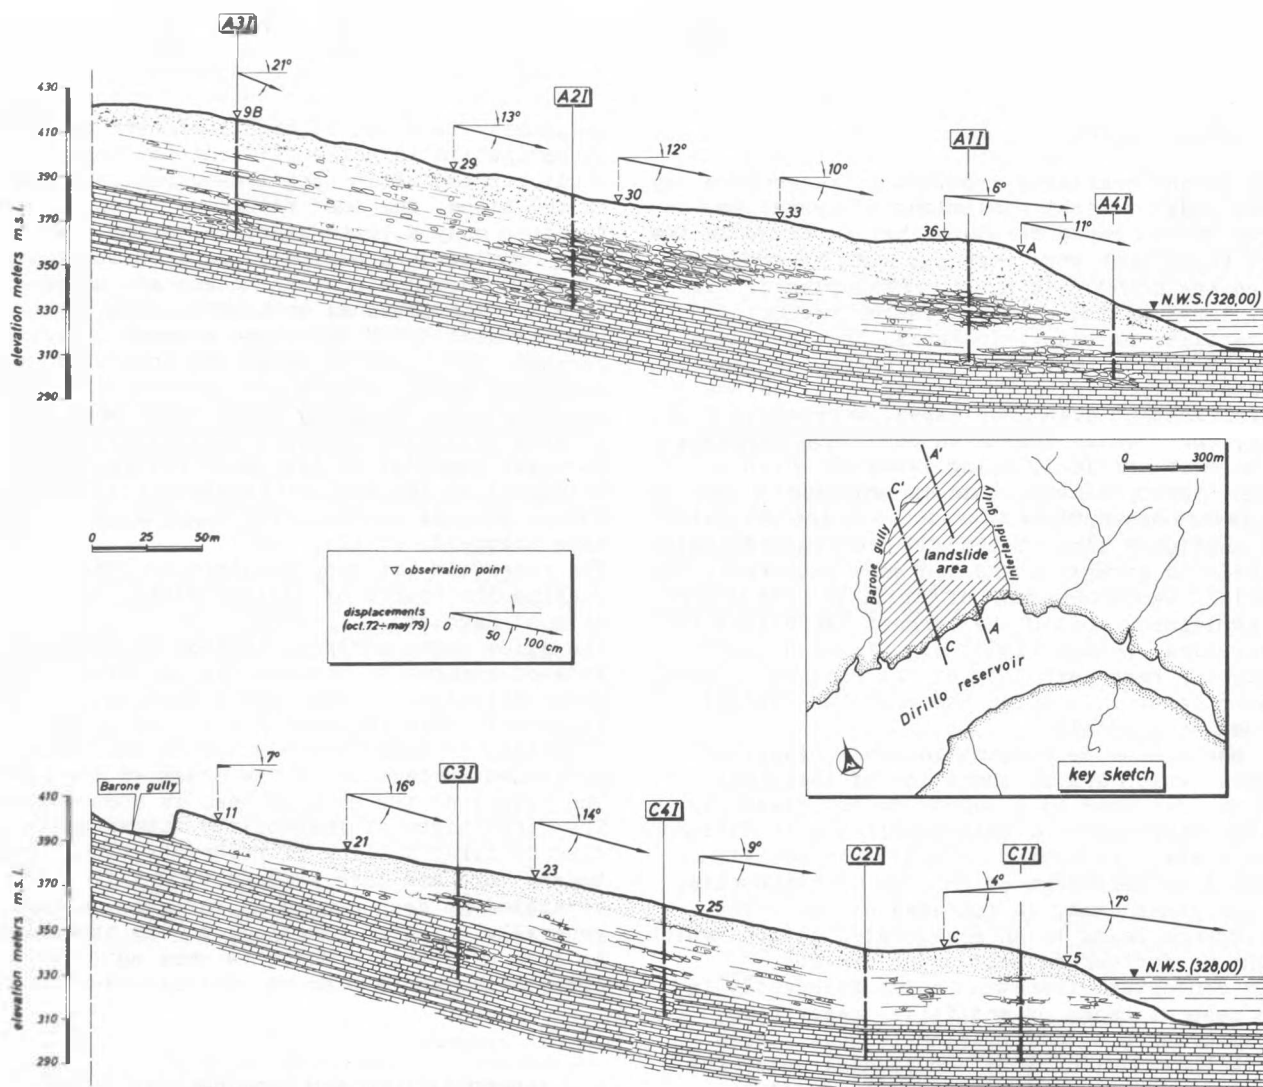 A3I
21°
430
9B
A2I
13°
410
29
12°
A1I
390
30
10°
6°
A4I
370
33
36
A
11°
350
N.W.S.(328,00)
330
310
290
elevation meters m.s.l.
0 25 50 m
▽ observation point
displacements
(oct.72÷may 79)
0 50 100 cm
A'
C'
0 300m
Barone gully
landslide
area
Interlandi gully
A
C
Dirillo reservoir
key sketch
7°
Barone gully
410
11
16°
C3I
14°
C4I
390
21
9°
C2I
C1I
23
4°
370
25
7°
350
C
5
N.W.S.(328,00)
330
310
290
elevation meters m.s.l.